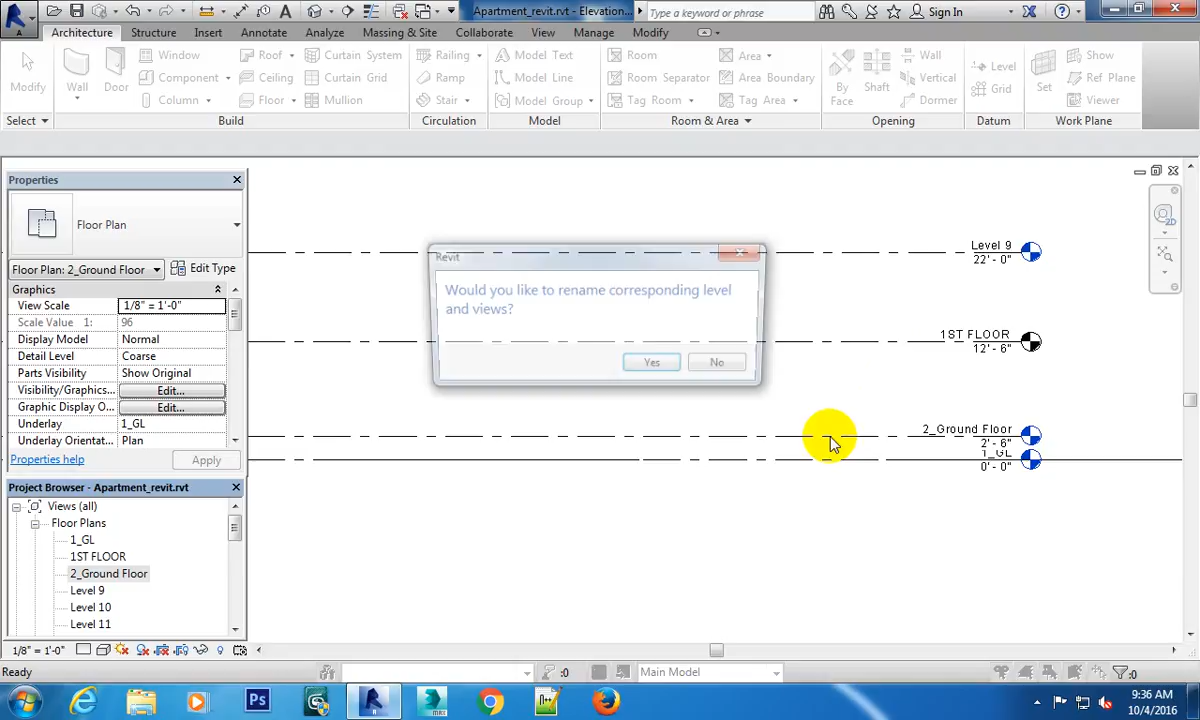 Apartment_revit.rvt - Elevation...
Type a keyword or phrase
Sign In
Architecture Structure Insert Annotate Analyze Massing & Site Collaborate View Manage Modify
Modify
Select
Wall
Door
Window
Component
Column
Roof
Ceiling
Floor
Curtain System
Curtain Grid
Mullion
Build
Railing
Ramp
Stair
Circulation
Model Text
Model Line
Model Group
Model
Room
Room Separator
Tag Room
Area
Area Boundary
Tag Area
Room & Area
By Face
Shaft
Wall
Vertical
Dormer
Opening
Level
Grid
Datum
Set
Show
Ref Plane
Viewer
Work Plane
Properties
Floor Plan
Floor Plan: 2_Ground Floor Edit Type
Graphics
View Scale 1/8" = 1'-0"
Scale Value 1: 96
Display Model Normal
Detail Level Coarse
Parts Visibility Show Original
Visibility/Graphics... Edit...
Graphic Display O... Edit...
Underlay 1_GL
Underlay Orientat... Plan
Properties help Apply
Project Browser - Apartment_revit.rvt
Views (all)
Floor Plans
1_GL
1ST FLOOR
2_Ground Floor
Level 9
Level 10
Level 11
Revit
Would you like to rename corresponding level
and views?
Yes No
Level 9
22' - 0"
1ST FLOOR
12' - 6"
2_Ground Floor
2' - 6"
1_GL
0' - 0"
2D
1/8" = 1'-0"
Ready
:0
Main Model
:0
Ps
9:36 AM
10/4/2016